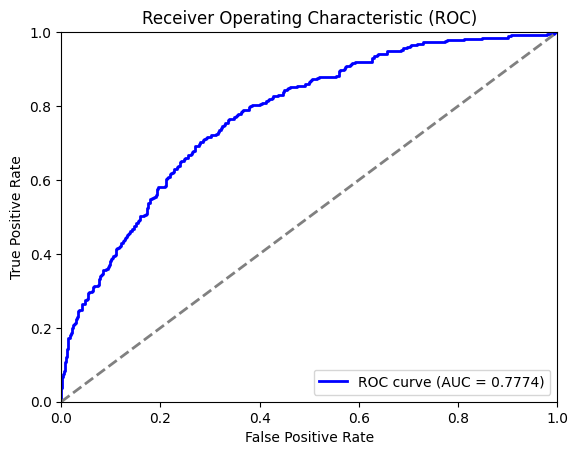 Receiver Operating Characteristic (ROC)
1.0
0.8
0.6
0.4
0.2
0.0
True Positive Rate
ROC curve (AUC = 0.7774)
0.0 0.2 0.4 0.6 0.8 1.0
False Positive Rate